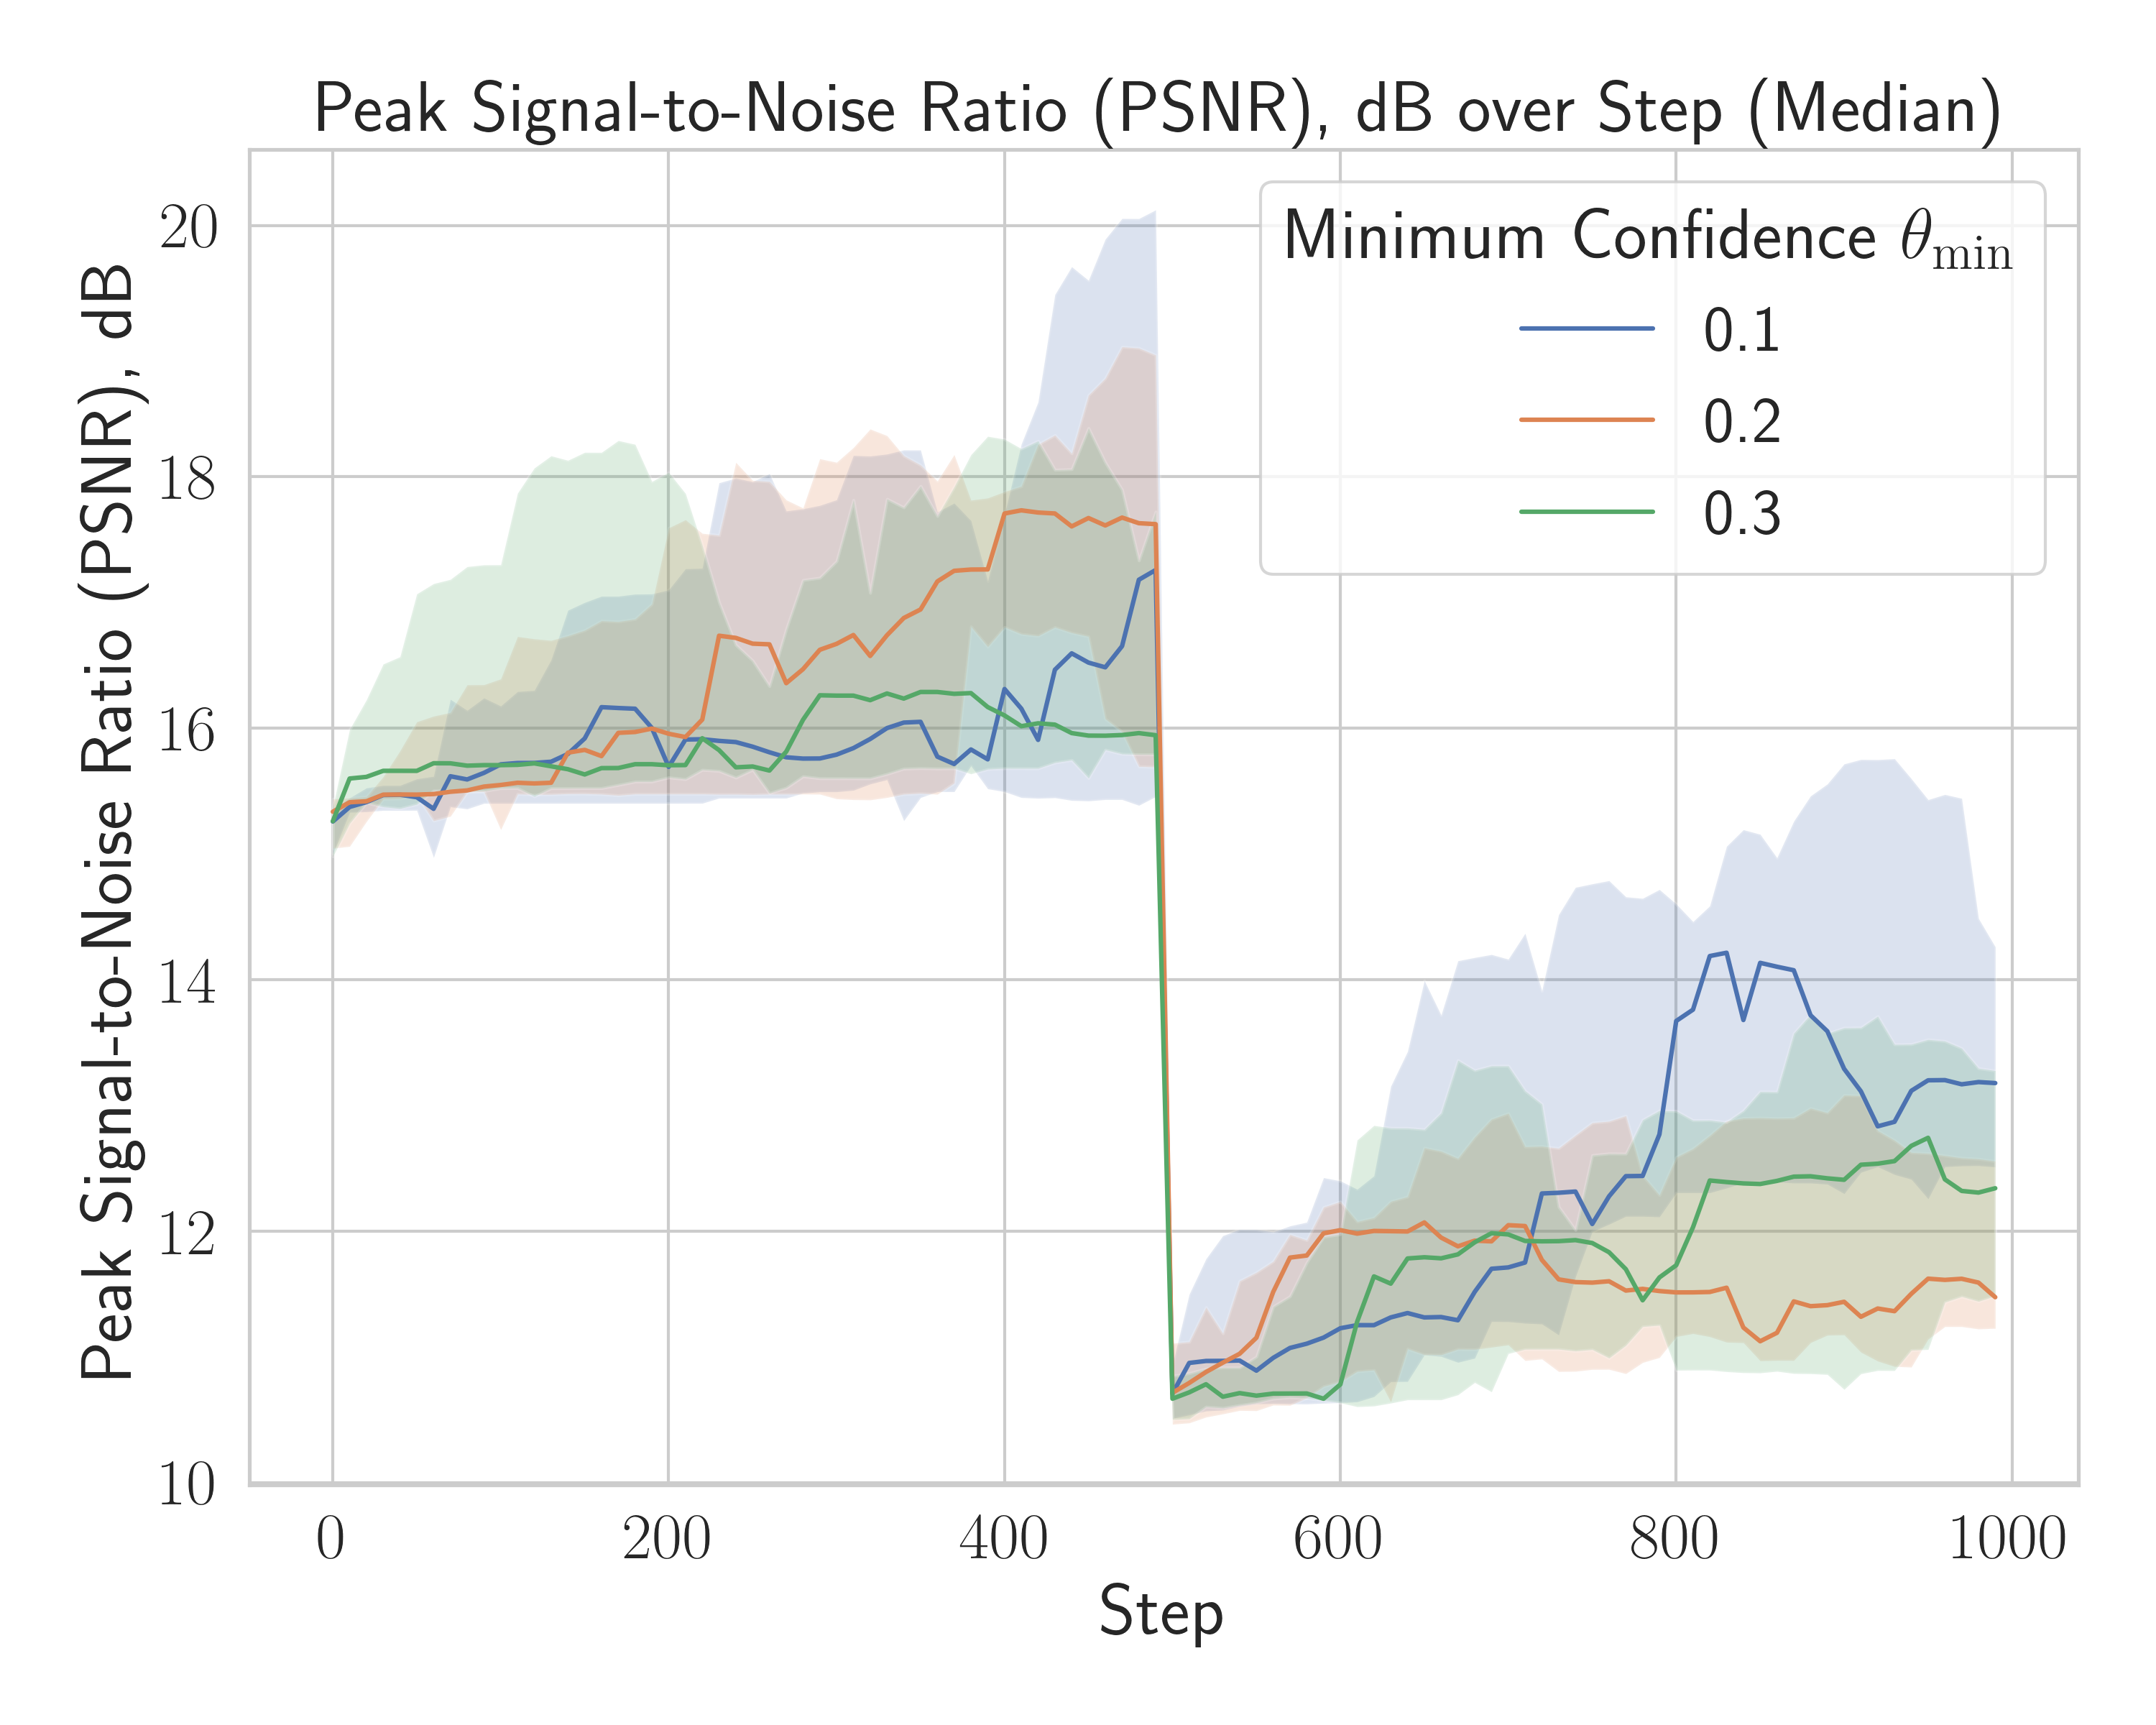 Peak Signal-to-Noise Ratio (PSNR), dB over Step (Median)
Peak Signal-to-Noise Ratio (PSNR), dB
20
18
16
14
12
10
Minimum Confidence θmin
0.1
0.2
0.3
0 200 400 600 800 1000
Step